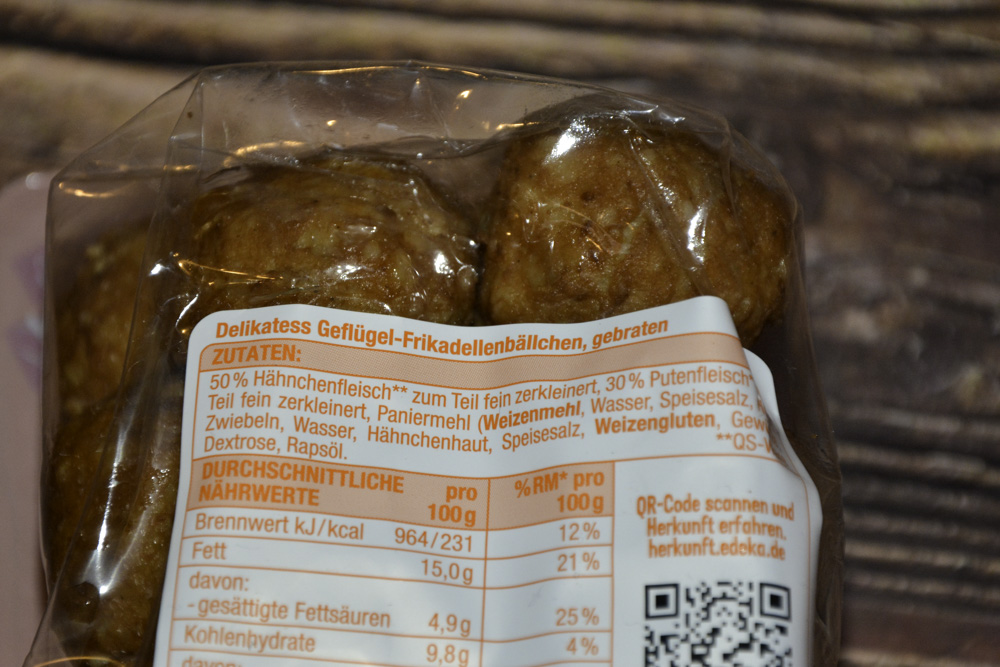 Delikatess Geflügel-Frikadellenbällchen, gebraten
ZUTATEN:
50% Hähnchenfleisch** zum Teil fein zerkleinert, 30% Putenfleisch
Teil fein zerkleinert, Paniermehl (Weizenmehl, Wasser, Speisesalz,
Zwiebeln, Wasser, Hähnchenhaut, Speisesalz, Weizengluten,
Dextrose, Rapsöl.
**QS-
DURCHSCHNITTLICHE NÄHRWERTE pro 100g %RM* pro 100g
Brennwert kJ/kcal 964/231 12%
Fett 15,0g 21%
davon:
- gesättigte Fettsäuren 4,9g 25%
Kohlenhydrate 9,8g 4%
davon:
QR-Code scannen und
Herkunft erfahren.
herkunft.edeka.de